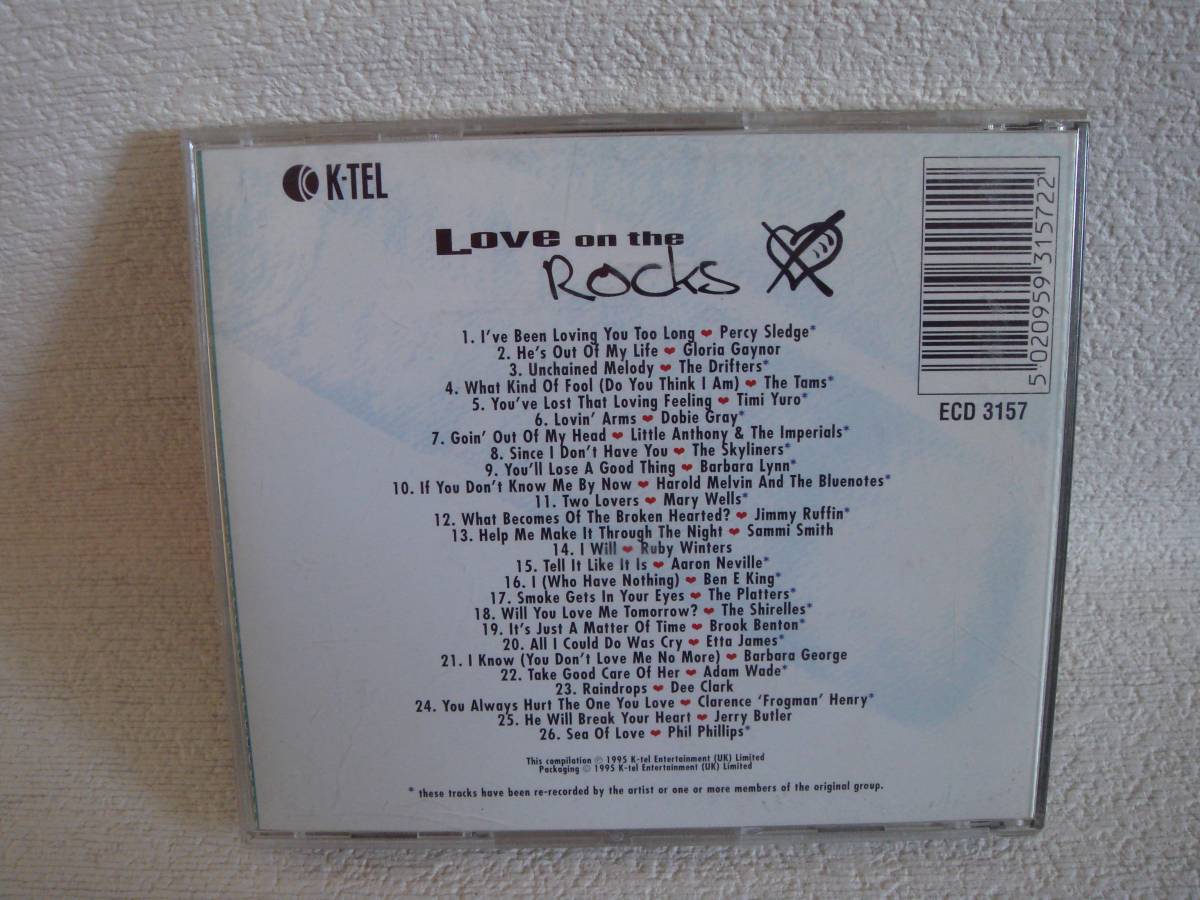 K-TEL
Love on the
Rocks
1. I've Been Loving You Too Long ❤ Percy Sledge*
2. He's Out Of My Life ❤ Gloria Gaynor
3. Unchained Melody ❤ The Drifters*
4. What Kind Of Fool (Do You Think I Am) ❤ The Tams*
5. You've Lost That Loving Feeling ❤ Timi Yuro*
6. Lovin' Arms ❤ Dobie Gray*
7. Goin' Out Of My Head ❤ Little Anthony & The Imperials*
8. Since I Don't Have You ❤ The Skyliners*
9. You'll Lose A Good Thing ❤ Barbara Lynn*
10. If You Don't Know Me By Now ❤ Harold Melvin And The Bluenotes*
11. Two Lovers ❤ Mary Wells*
12. What Becomes Of The Broken Hearted? ❤ Jimmy Ruffin*
13. Help Me Make It Through The Night ❤ Sammi Smith
14. I Will ❤ Ruby Winters
15. Tell It Like It Is ❤ Aaron Neville*
16. I (Who Have Nothing) ❤ Ben E King*
17. Smoke Gets In Your Eyes ❤ The Platters*
18. Will You Love Me Tomorrow? ❤ The Shirelles*
19. It's Just A Matter Of Time ❤ Brook Benton*
20. All I Could Do Was Cry ❤ Etta James*
21. I Know (You Don't Love Me No More) ❤ Barbara George
22. Take Good Care Of Her ❤ Adam Wade*
23. Raindrops ❤ Dee Clark
24. You Always Hurt The One You Love ❤ Clarence 'Frogman' Henry*
25. He Will Break Your Heart ❤ Jerry Butler
26. Sea Of Love ❤ Phil Phillips*
This compilation ℗ 1995 K-tel Entertainment (UK) Limited
Packaging © 1995 K-tel Entertainment (UK) Limited
* these tracks have been re-recorded by the artist or one or more members of the original group.
5 020959 315722
ECD 3157